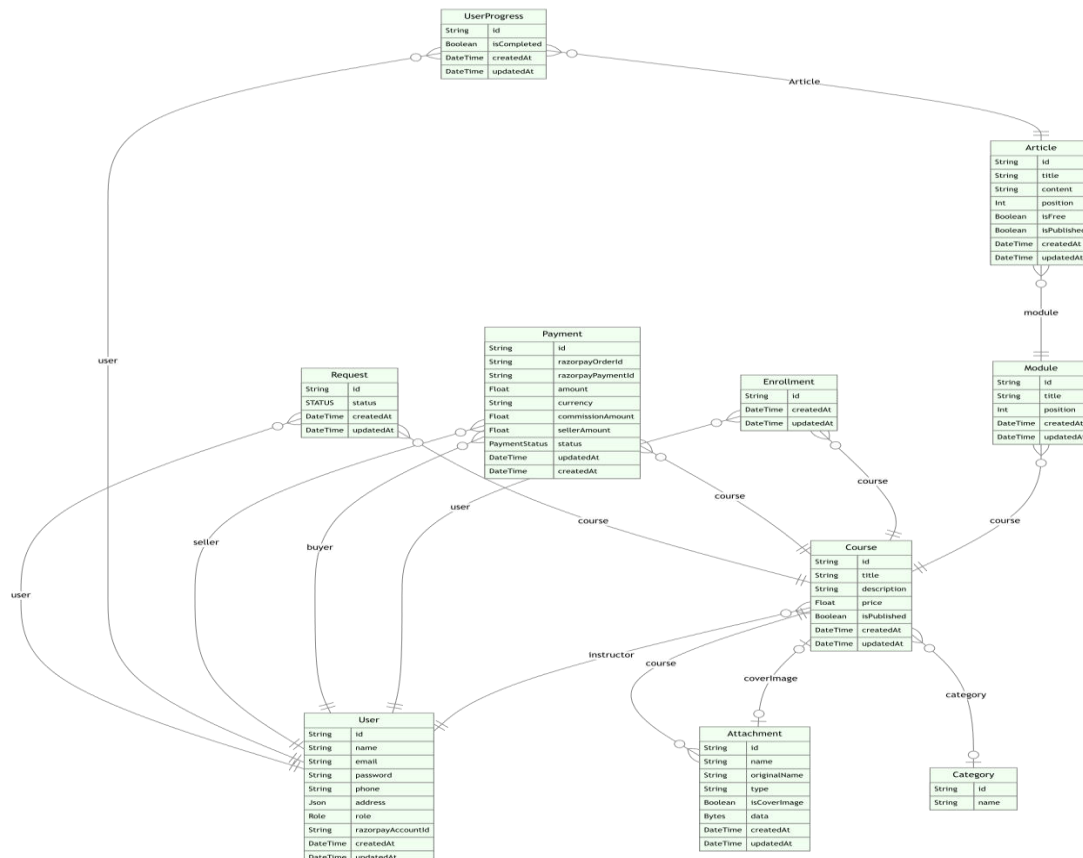 UserProgress
String id
Boolean isCompleted
DateTime createdAt
DateTime updatedAt
Article
Article
String id
String title
String content
Int position
Boolean isFree
Boolean isPublished
DateTime createdAt
DateTime updatedAt
module
user
Payment
String id
String razorpayOrderId
String razorpayPaymentId
Float amount
String currency
Float commissionAmount
Float sellerAmount
PaymentStatus status
DateTime updatedAt
DateTime createdAt
Request
String id
STATUS status
DateTime createdAt
DateTime updatedAt
Enrollment
String id
DateTime createdAt
DateTime updatedAt
Module
String id
String title
Int position
DateTime createdAt
DateTime updatedAt
course
course
user
course
course
seller
buyer
user
Course
String id
String title
String description
Float price
Boolean isPublished
DateTime createdAt
DateTime updatedAt
Instructor
course
coverImage
category
User
String id
String name
String email
String password
String phone
Json address
Role role
String razorpayAccountId
DateTime createdAt
DateTime updatedAt
Attachment
String id
String name
String originalName
String type
Boolean isCoverImage
Bytes data
DateTime createdAt
DateTime updatedAt
Category
String id
String name